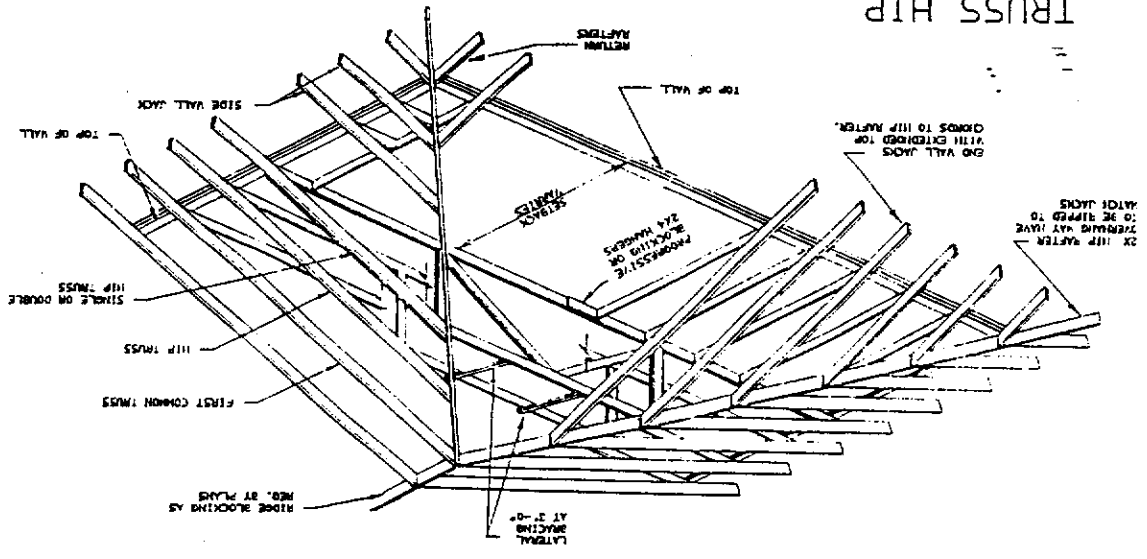 TRUSS HIP
RETURN
RAFTERS
SIDE WALL JACK
TOP OF WALL
TOP OF WALL
END WALL JACKS
WITH EXTENDED TOP
CHORDS TO HIP RAFTER.
2X HIP RAFTER
OVERHANG MAY HAVE
TO BE RIPPED TO
MATCH JACKS
SETBACK
VARIES
PROGRESSIVE
BLOCKING OR
2X4 HANGERS
SINGLE OR DOUBLE
HIP TRUSS
HIP TRUSS
FIRST COMMON TRUSS
RIDGE BLOCKING AS
REQ. BY PLANS
LATERAL
BRACING
AT 3'-0"